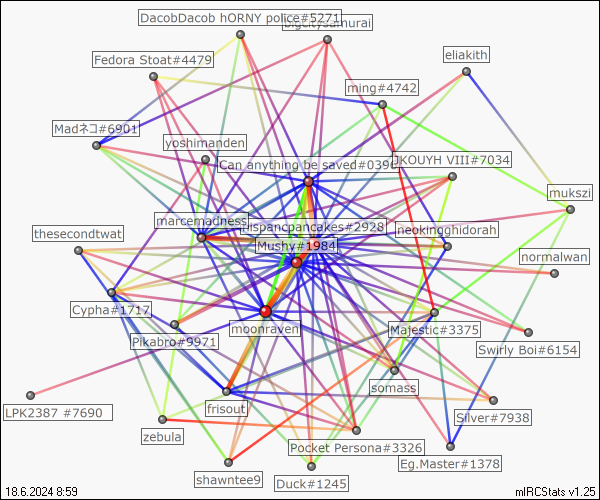 DacobDacob hORNY police#5271
bigcitysamurai
eliakith
Fedora Stoat#4479
ming#4742
Madネコ#6901
yoshimanden
Can anything be saved#0390
JKOUYH VIII#7034
mukszi
marcemadness
hispancpancakes#2928
neokingghidorah
thesecondtwat
Mushy#1984
normalwan
Cypha#1717
moonraven
Majestic#3375
Pikabro#9971
Swirly Boi#6154
somass
LPK2387 #7690
frisout
Silver#7938
zebula
Pocket Persona#3326
Eg.Master#1378
shawntee9
Duck#1245
18.6.2024 8:59
mIRCStats v1.25